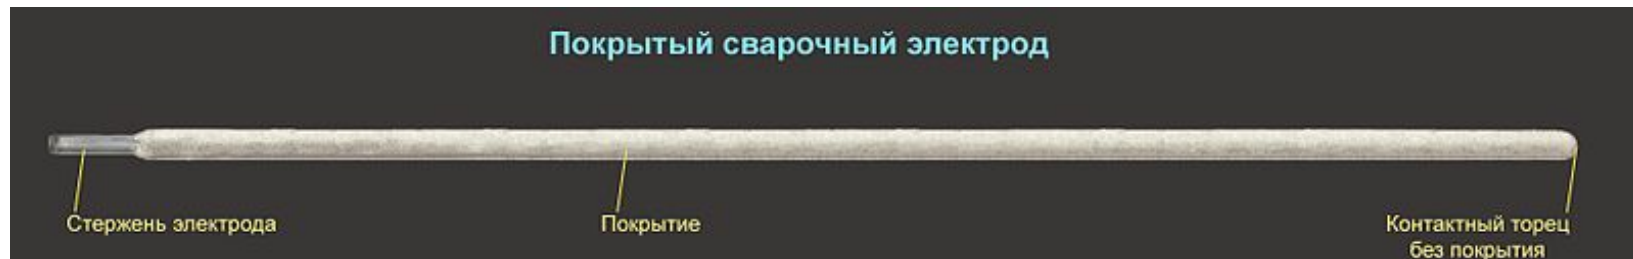 Покрытый сварочный электрод
Стержень электрода
Покрытие
Контактный торец
без покрытия